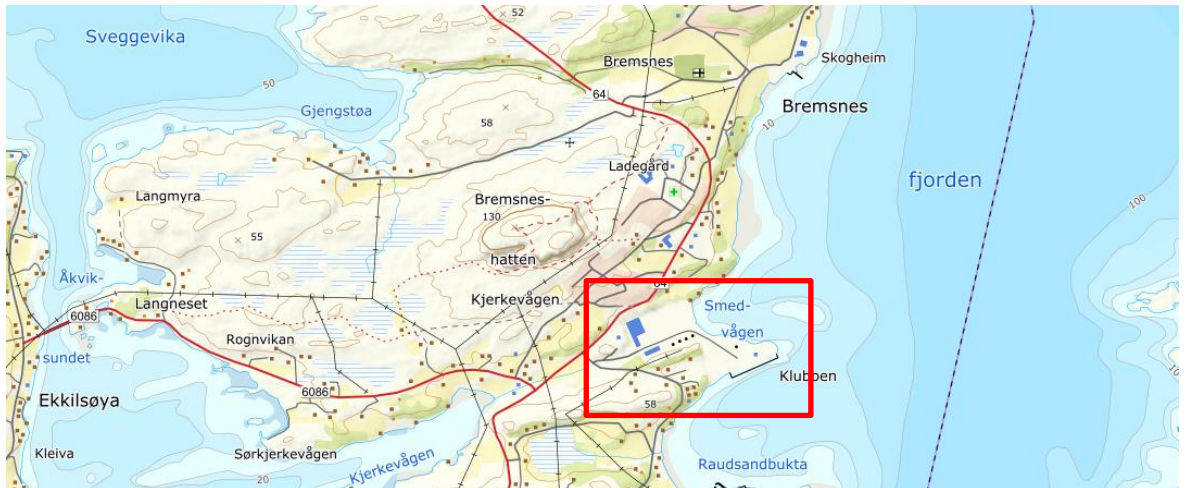 52
Sveggevika
Bremsnes
Skogheim
50
64
Gjengstøa
Bremsnes
58
10
Ladegård
fjorden
Langmyra
Bremsnes-
130
hatten
100
55
Åkvik-
sundet
Langneset
Kjerkevågen
64
Smed-
vågen
6086
Rognvikan
Klubben
6086
58
Ekkilsøya
Kleiva
Sørkjerkevågen
Kjerkevågen
Raudsandbukta
20